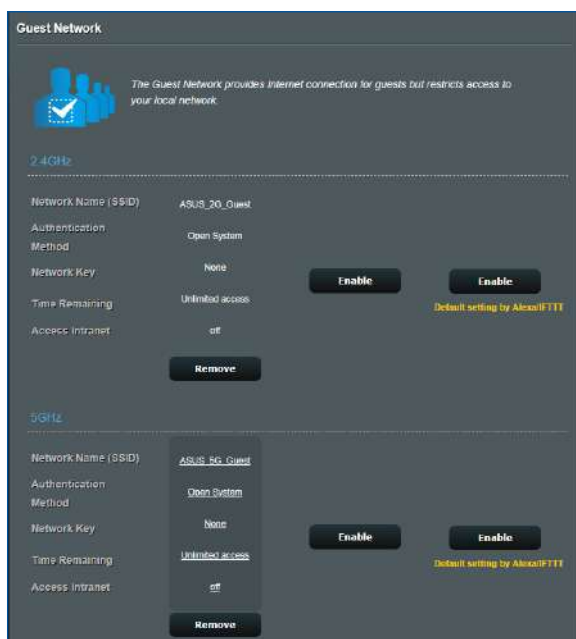 Guest Network
The Guest Network provides Internet connection for guests but restricts access to
your local network.
2.4GHz
Network Name (SSID) ASUS_2G_Guest
Authentication
Method Open System
Network Key None
Enable Enable
Time Remaining Unlimited access
Default setting by Alexa/IFTTT
Access Intranet off
Remove
5GHz
Network Name (SSID) ASUS_5G_Guest
Authentication
Method Open System
Network Key None
Enable Enable
Time Remaining Unlimited access
Default setting by Alexa/IFTTT
Access Intranet off
Remove